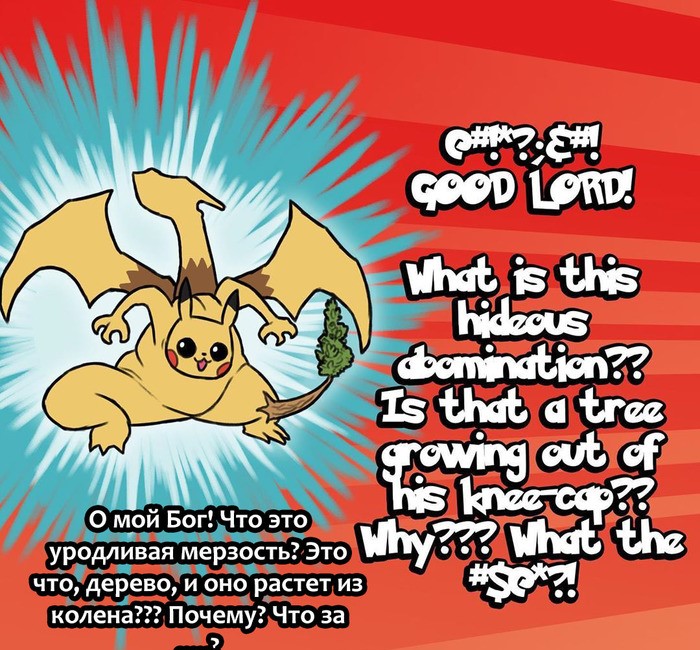 @#!*?;&#!
GOOD LORD!
What is this
hideous
abomination??
Is that a tree
growing out of
his knee-cap??
Why??? What the
#$@*?!
О мой Бог! Что это
уродливая мерзость? Это
что, дерево, и оно растет из
колена??? Почему? Что за